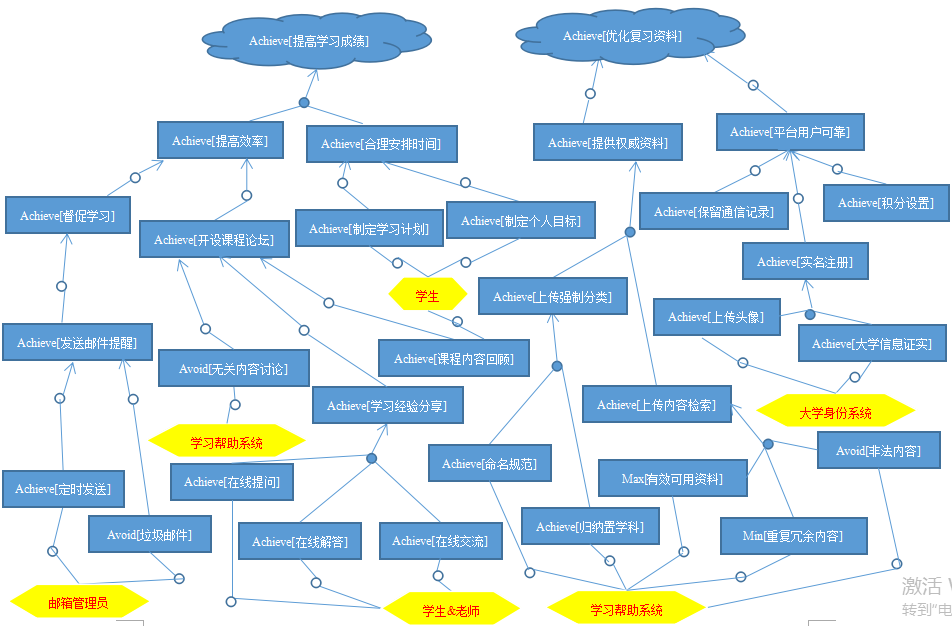 Achieve[提高学习成绩]
Achieve[优化复习资料]
Achieve[提高效率]
Achieve[合理安排时间]
Achieve[提供权威资料]
Achieve[平台用户可靠]
Achieve[督促学习]
Achieve[开设课程论坛]
Achieve[制定学习计划]
Achieve[制定个人目标]
Achieve[保留通信记录]
Achieve[积分设置]
Achieve[实名注册]
学生
Achieve[上传强制分类]
Achieve[上传头像]
Achieve[发送邮件提醒]
Achieve[大学信息证实]
Avoid[无关内容讨论]
Achieve[课程内容回顾]
Achieve[学习经验分享]
Achieve[上传内容检索]
大学身份系统
学习帮助系统
Achieve[命名规范]
Avoid[非法内容]
Achieve[定时发送]
Achieve[在线提问]
Max[有效可用资料]
Avoid[垃圾邮件]
Achieve[在线解答]
Achieve[在线交流]
Achieve[归纳置学科]
Min[重复冗余内容]
邮箱管理员
学生&老师
学习帮助系统
激活 W
转到"电